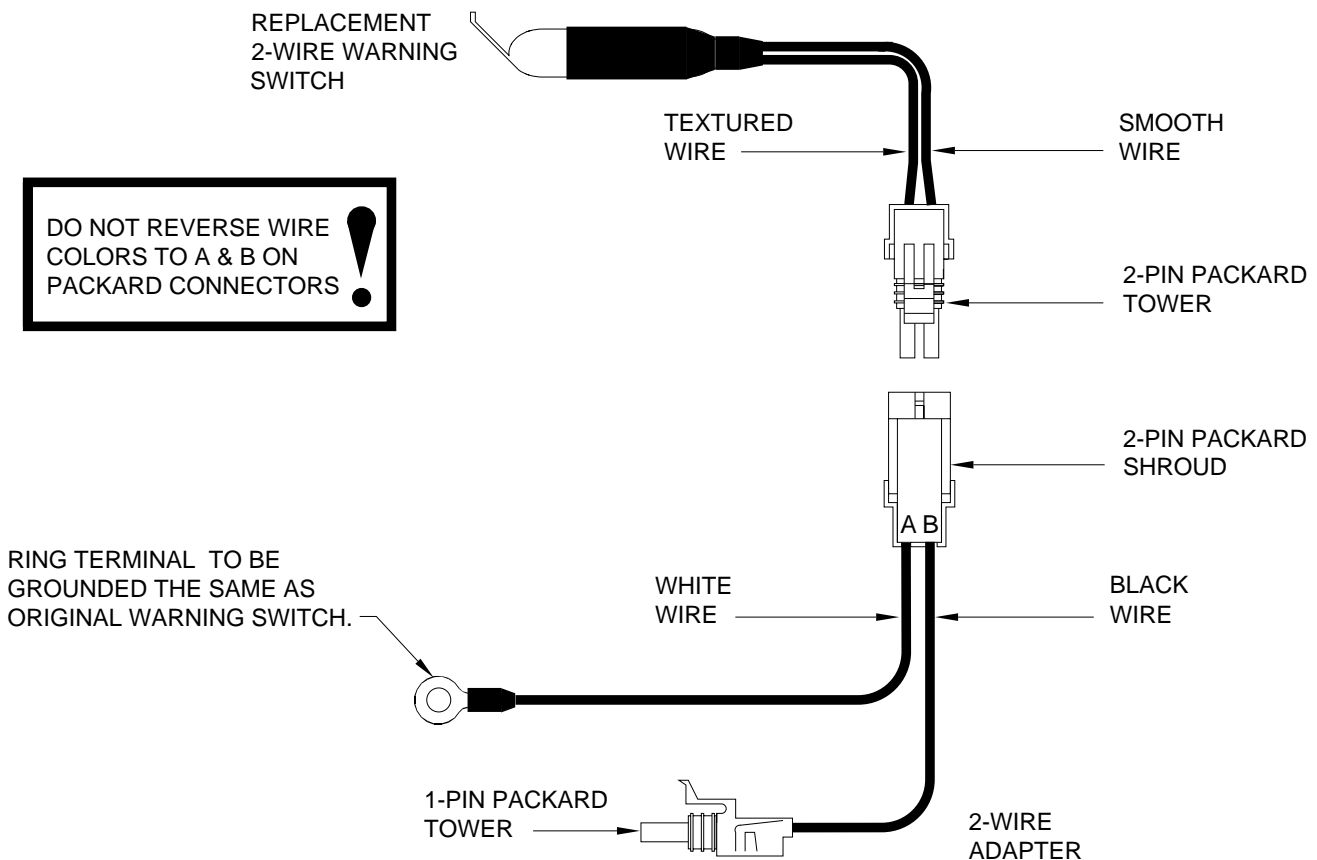 REPLACEMENT
2-WIRE WARNING
SWITCH
TEXTURED
WIRE
SMOOTH
WIRE
DO NOT REVERSE WIRE
COLORS TO A & B ON
PACKARD CONNECTORS
!
2-PIN PACKARD
TOWER
2-PIN PACKARD
SHROUD
A B
RING TERMINAL TO BE
GROUNDED THE SAME AS
ORIGINAL WARNING SWITCH.
WHITE
WIRE
BLACK
WIRE
1-PIN PACKARD
TOWER
2-WIRE
ADAPTER